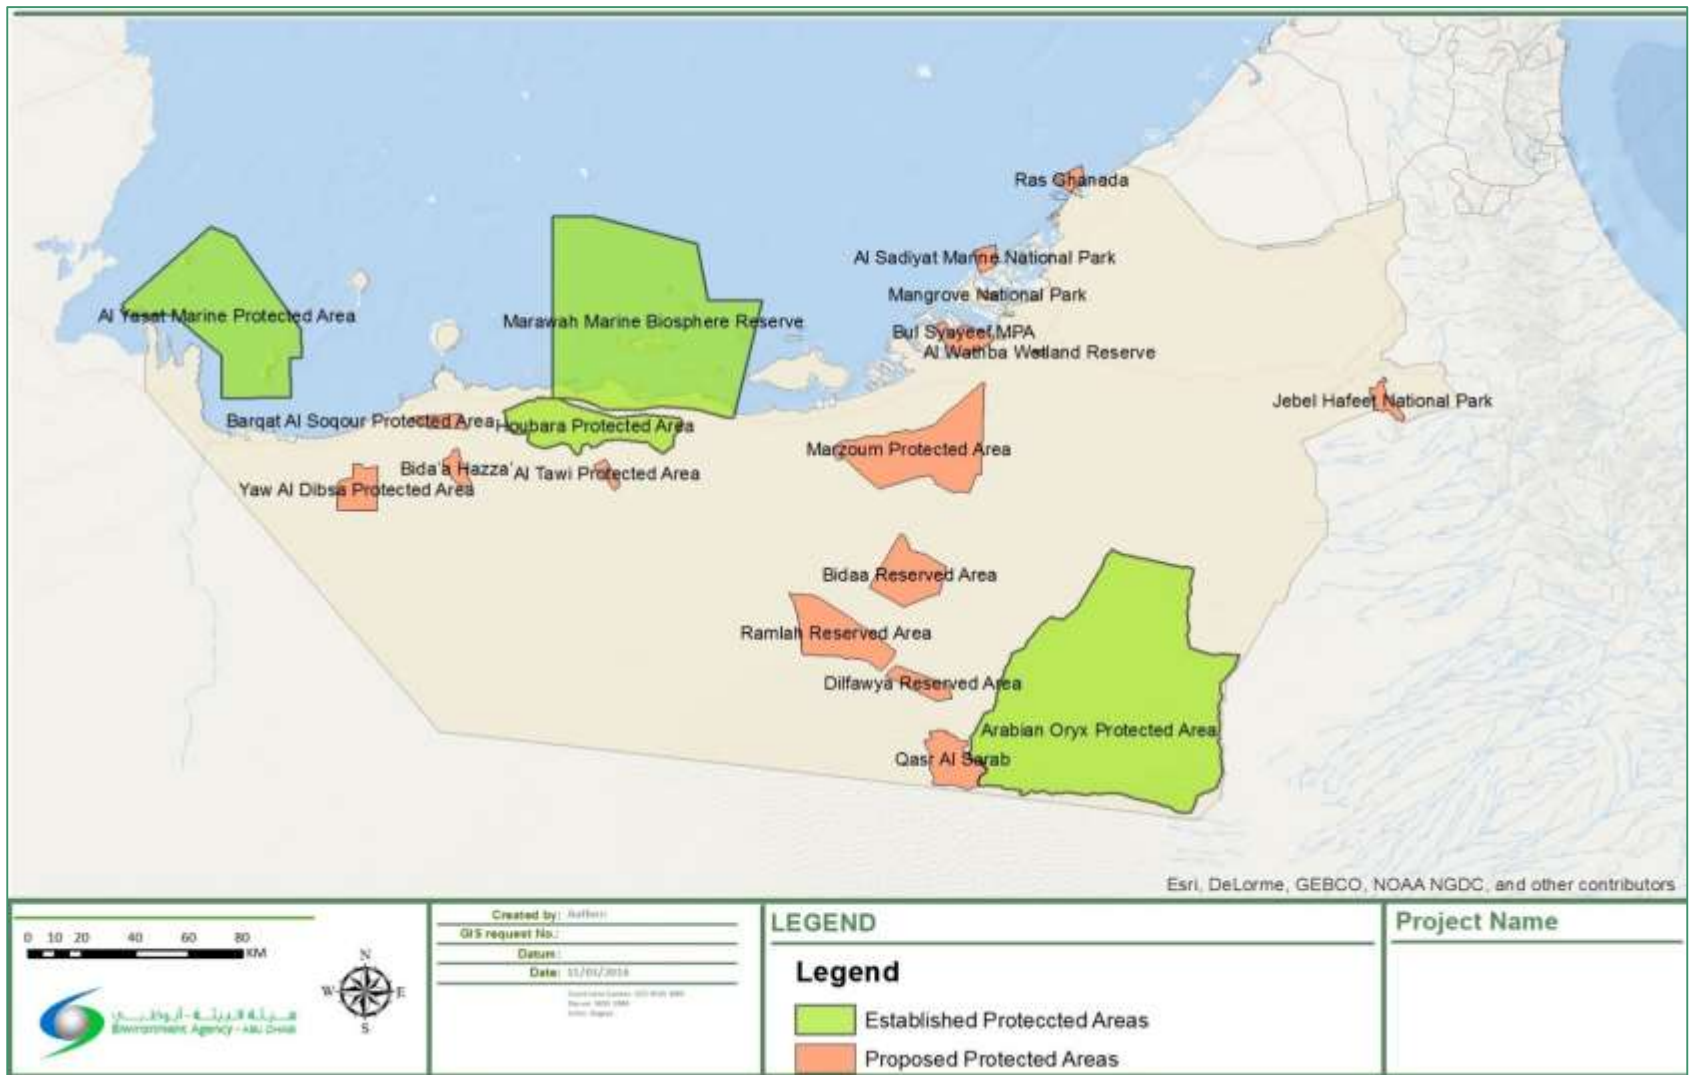 Ras Ghanada
Al Sadiyat Marine National Park
Mangrove National Park
Bul Syayeef MPA
Al Wathba Wetland Reserve
Al Yasat Marine Protected Area
Marawah Marine Biosphere Reserve
Jebel Hafeet National Park
Barqat Al Soqour Protected Area
Houbara Protected Area
Marzoum Protected Area
Bida'a Hazza'
Al Tawi Protected Area
Yaw Al Dibsa Protected Area
Bidaa Reserved Area
Ramlah Reserved Area
Dilfawya Reserved Area
Arabian Oryx Protected Area
Qasr Al Sarab
Esri, DeLorme, GEBCO, NOAA NGDC, and other contributors
0 10 20 40 60 80
KM
N
W E
S
هيئة البيئة - أبوظبي
Environment Agency - ABU DHABI
Created by:
GIS request No.:
Datum:
Date:
LEGEND
Legend
Established Proteccted Areas
Proposed Protected Areas
Project Name